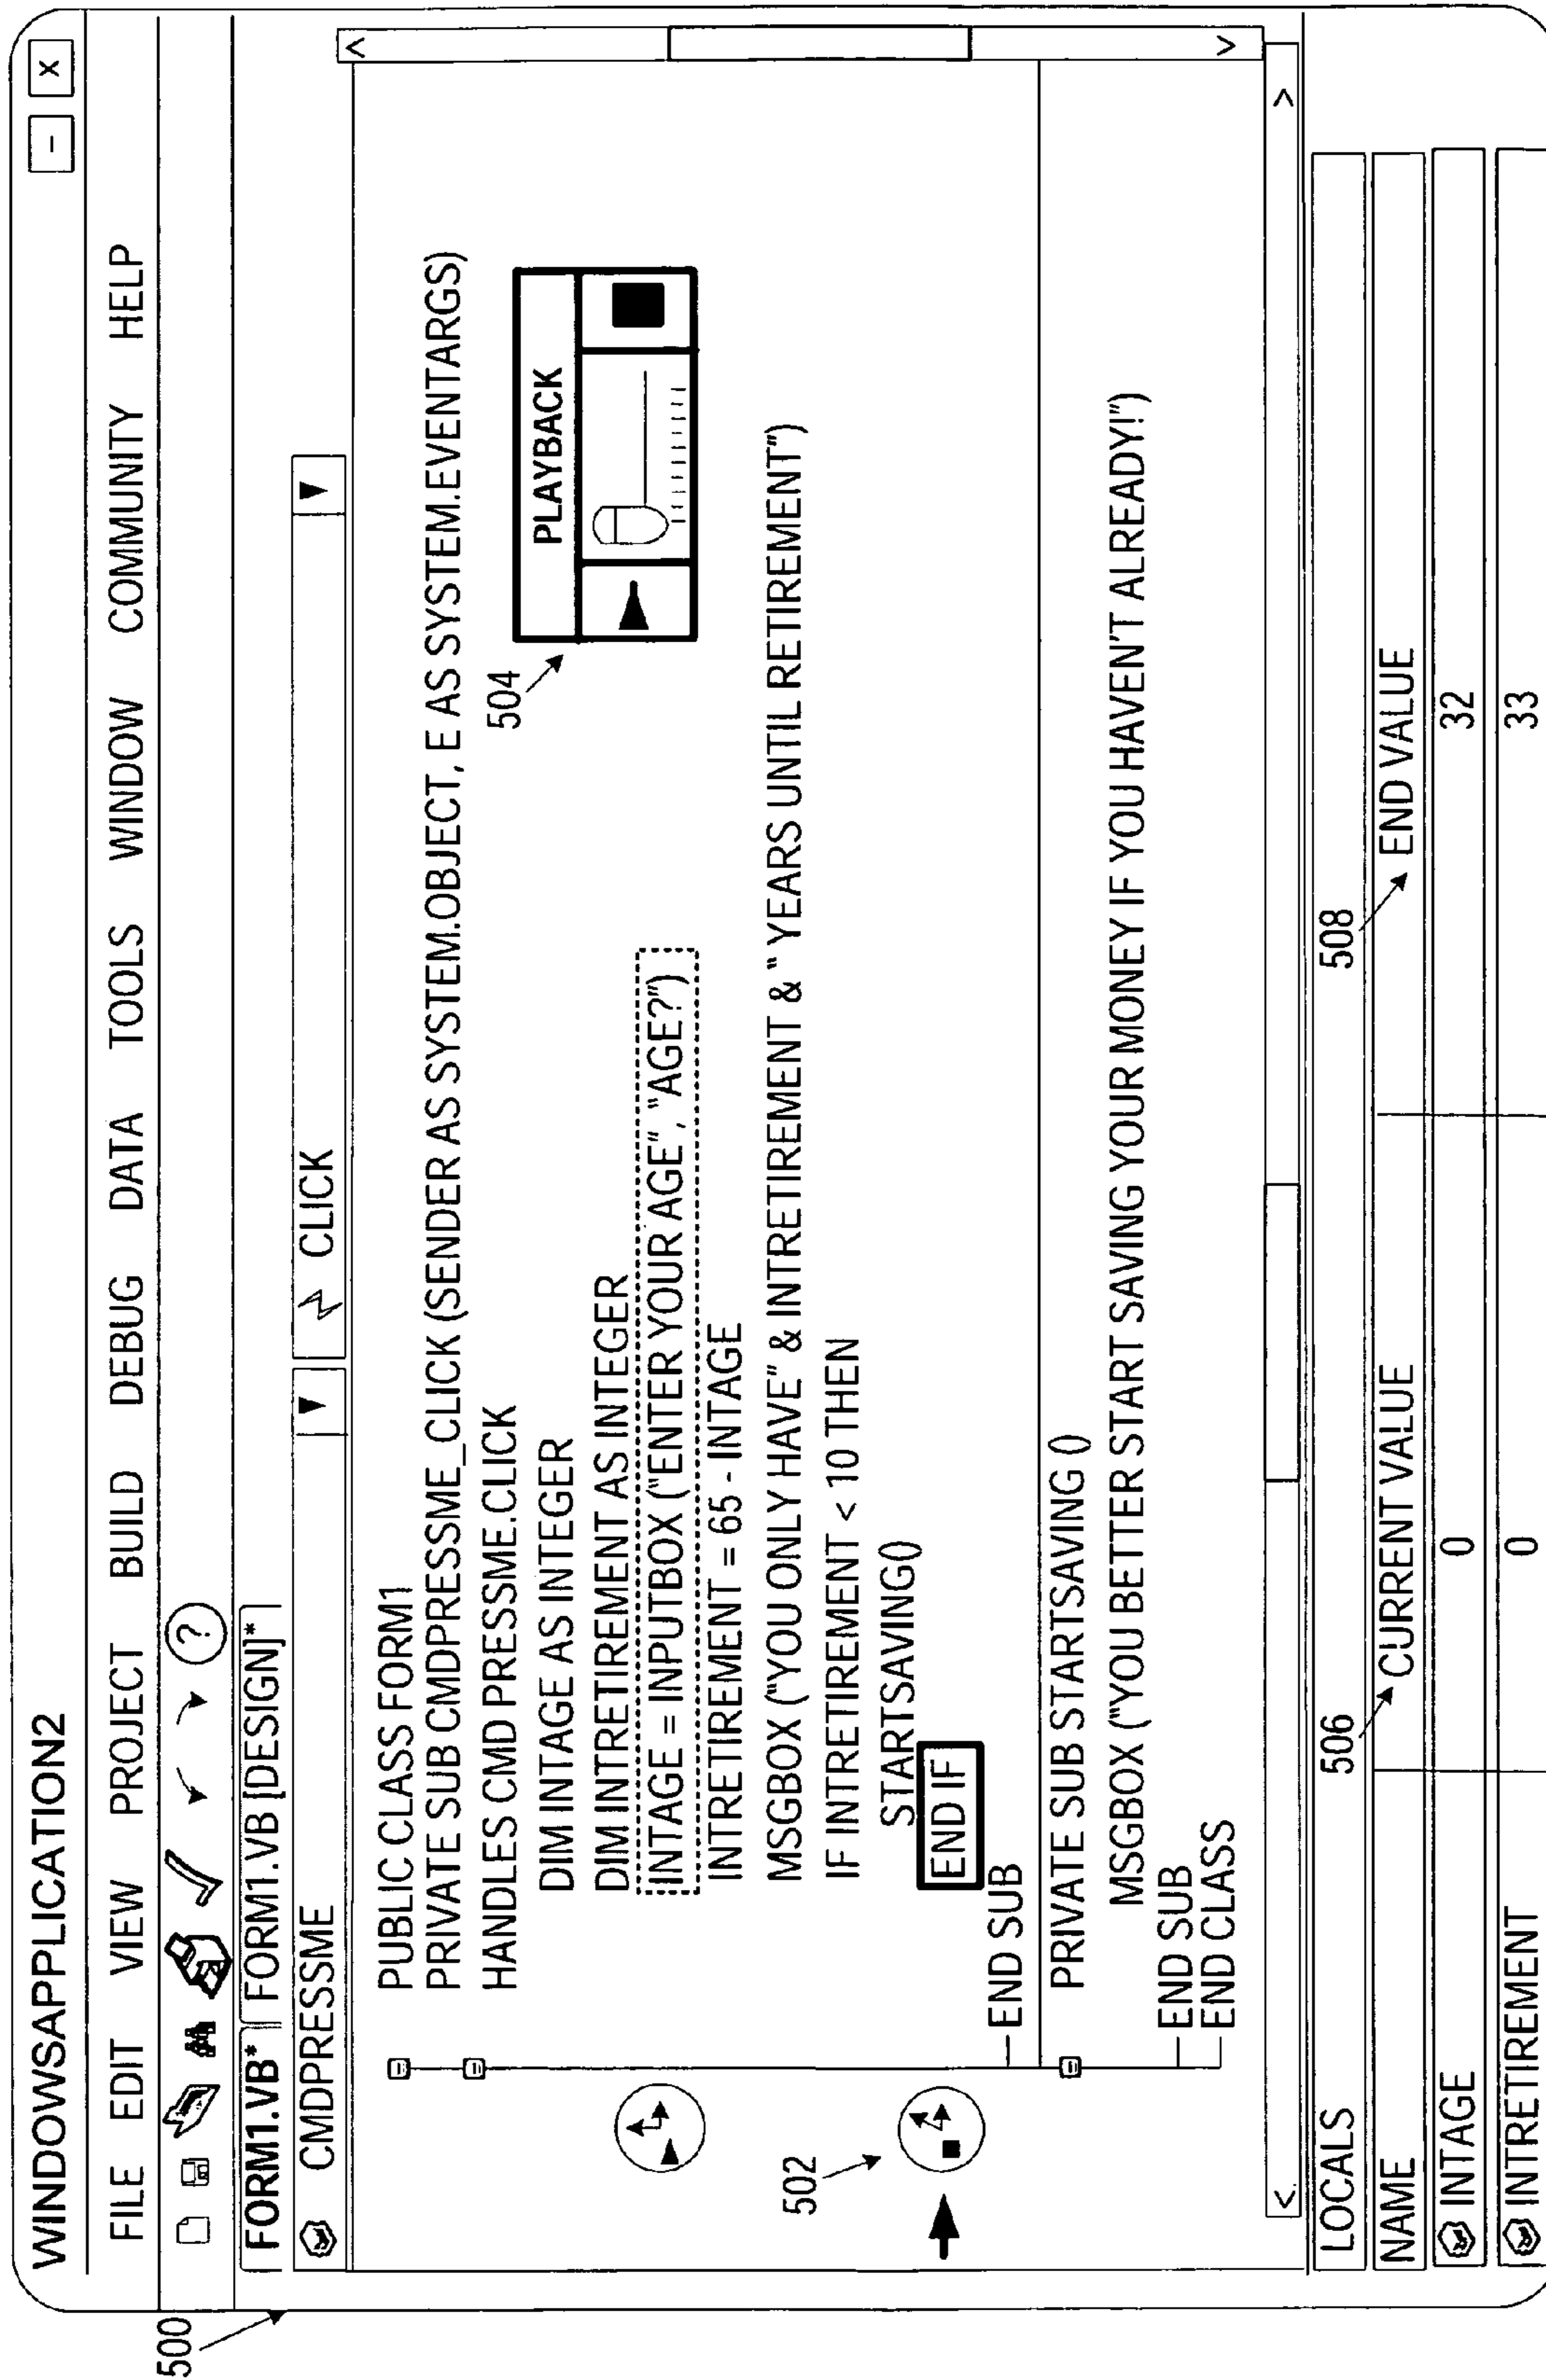 500
WINDOWSAPPLICATION2
- X
FILE EDIT VIEW PROJECT BUILD DEBUG DATA TOOLS WINDOW COMMUNITY HELP
?
FORM1.VB* FORM1.VB [DESIGN]*
CMDPRESSME CLICK
PUBLIC CLASS FORM1
PRIVATE SUB CMDPRESSME_CLICK (SENDER AS SYSTEM.OBJECT, E AS SYSTEM.EVENTARGS)
HANDLES CMD PRESSME.CLICK
504
PLAYBACK
DIM INTAGE AS INTEGER
DIM INTRETIREMENT AS INTEGER
INTAGE = INPUTBOX ("ENTER YOUR AGE", "AGE?")
INTRETIREMENT = 65 - INTAGE
MSGBOX ("YOU ONLY HAVE" & INTRETIREMENT & " YEARS UNTIL RETIREMENT")
IF INTRETIREMENT < 10 THEN
STARTSAVING()
502
END IF
END SUB
PRIVATE SUB STARTSAVING ()
MSGBOX ("YOU BETTER START SAVING YOUR MONEY IF YOU HAVEN'T ALREADY!")
END SUB
END CLASS
< >
LOCALS 506 508
NAME CURRENT VALUE END VALUE
INTAGE 0 32
INTRETIREMENT 0 33